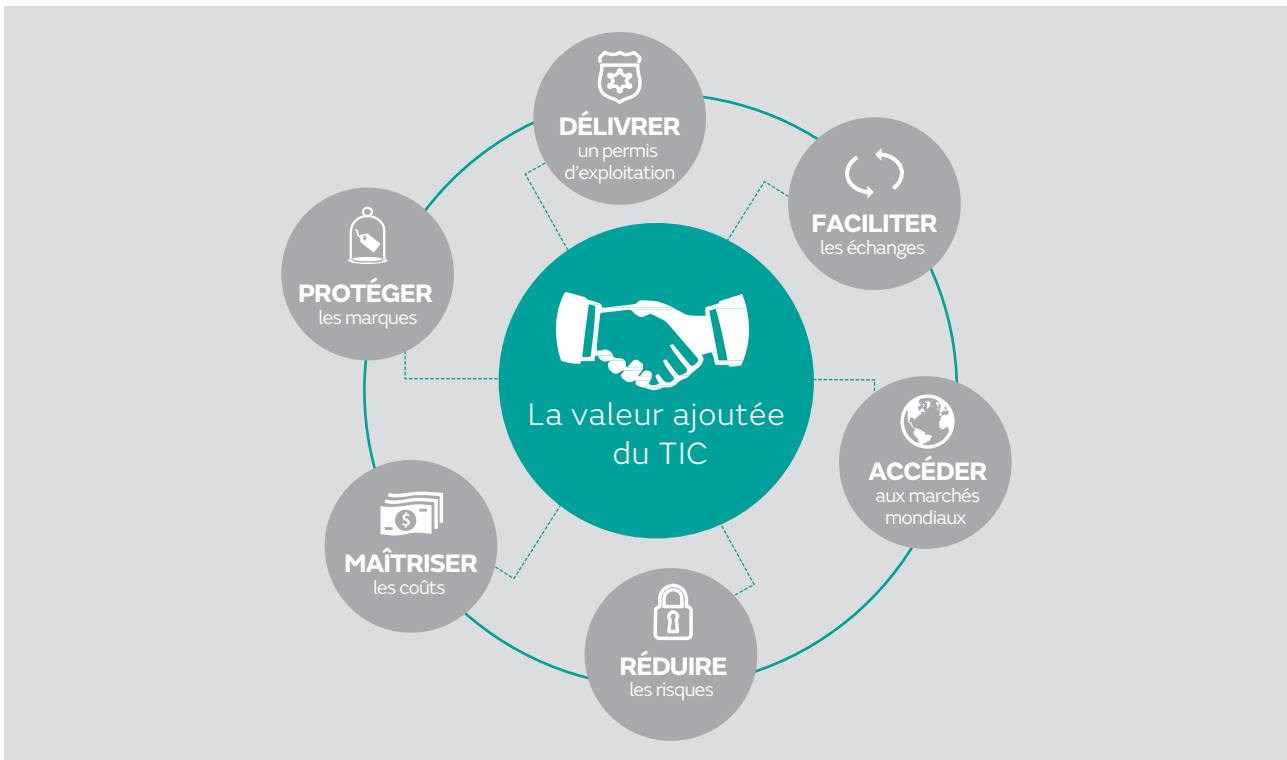 DÉLIVRER
un permis
d’exploitation
FACILITER
les échanges
PROTÉGER
les marques
La valeur ajoutée
du TIC
ACCÉDER
aux marchés
mondiaux
MAÎTRISER
les coûts
RÉDUIRE
les risques